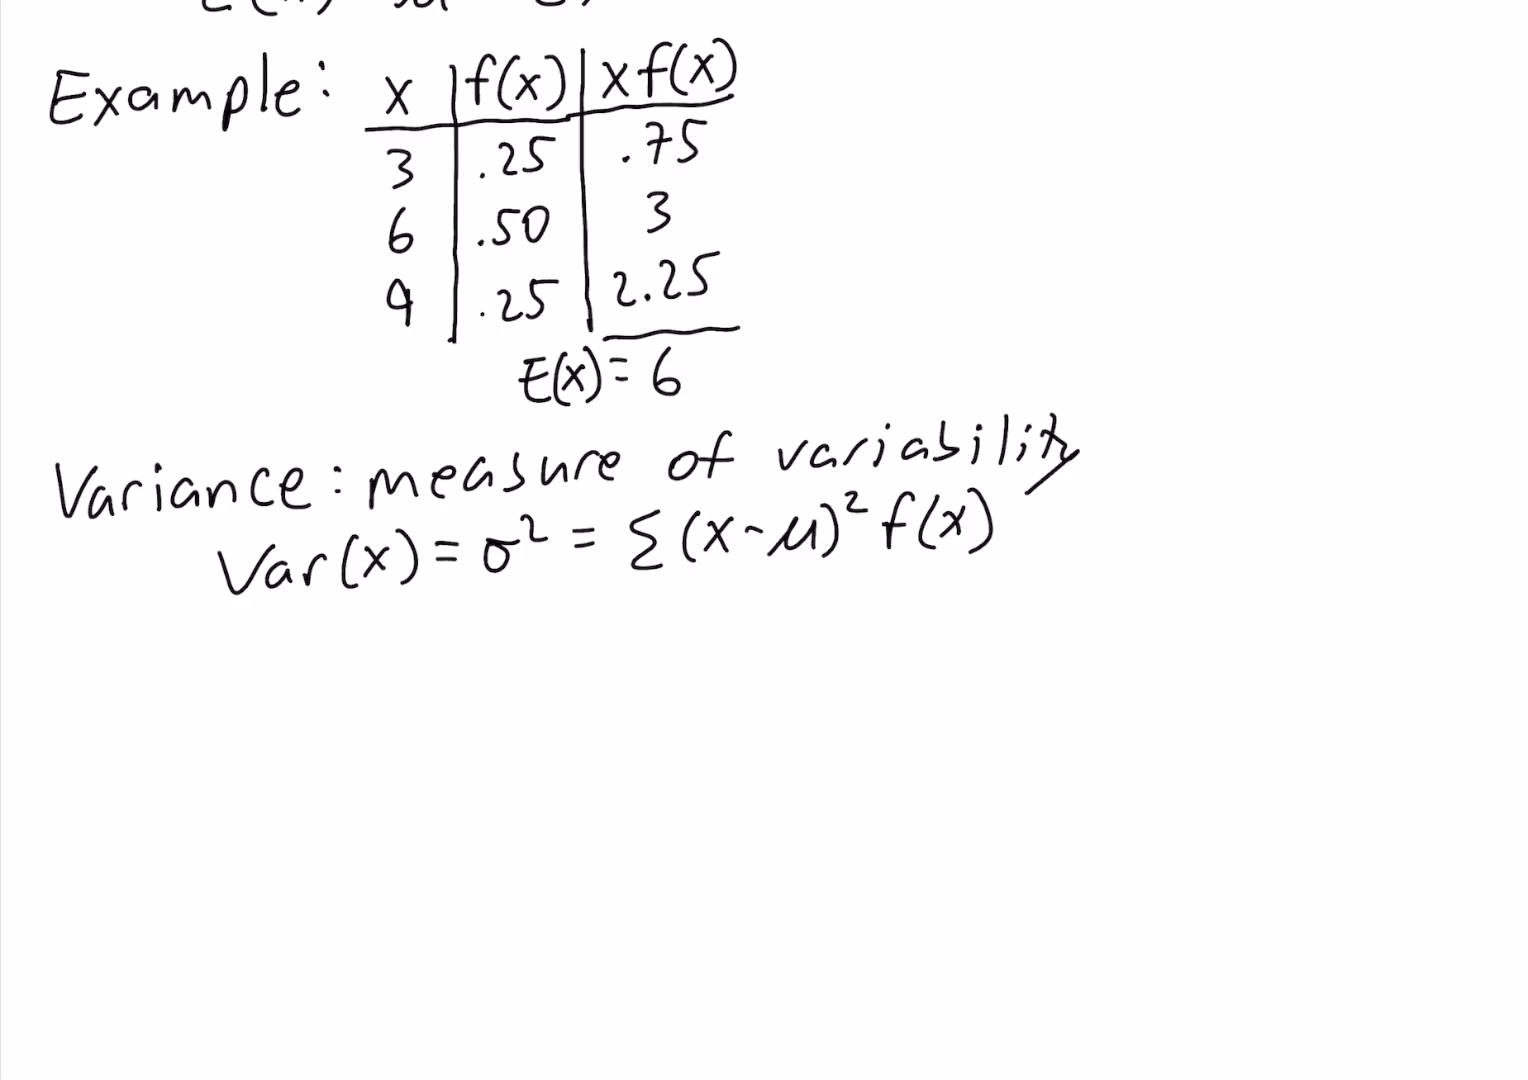 Example: x f(x) xf(x)
3 .25 .75
6 .50 3
9 .25 2.25
E(x) = 6
Variance: measure of variability
Var(x) = σ² = Σ(x-μ)² f(x)